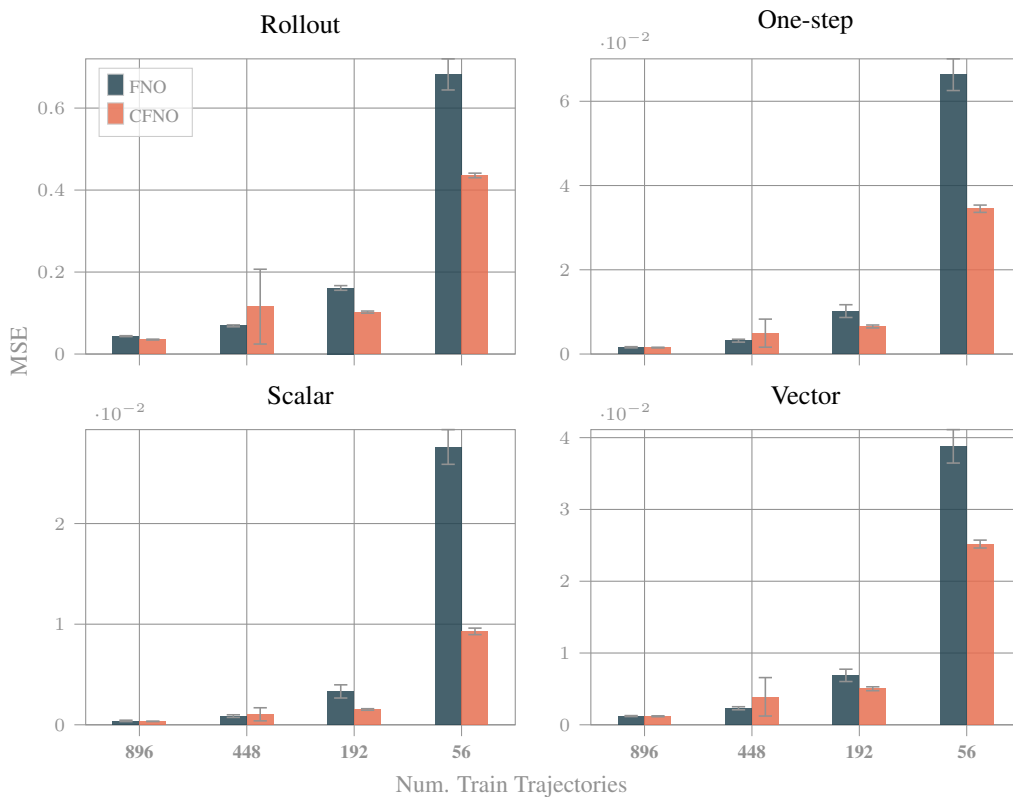 Rollout
One-step
·10⁻²
FNO
CFNO
0.6
0.4
0.2
0
6
4
2
0
MSE
Scalar
Vector
·10⁻²
·10⁻²
2
1
0
4
3
2
1
0
896 448 192 56
896 448 192 56
Num. Train Trajectories